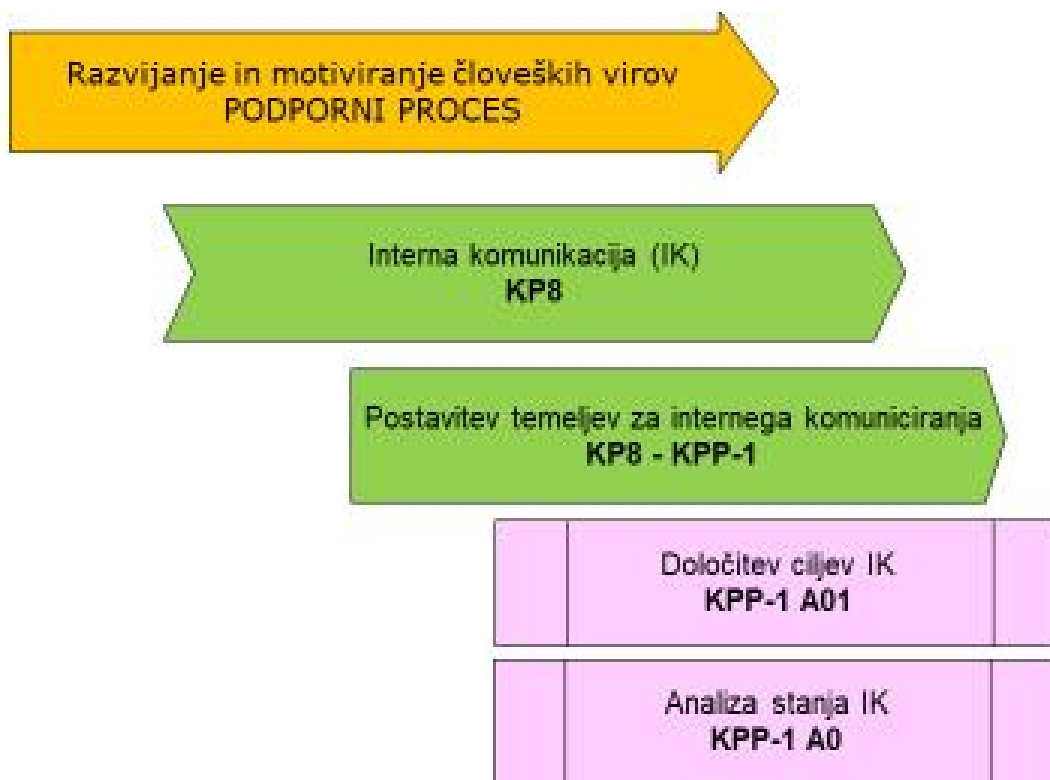 Razvijanje in motiviranje človeških virov
PODPORNI PROCES
Interna komunikacija (IK)
KP8
Postavitev temeljev za internega komuniciranja
KP8 - KPP-1
Določitev ciljev IK
KPP-1 A01
Analiza stanja IK
KPP-1 A0